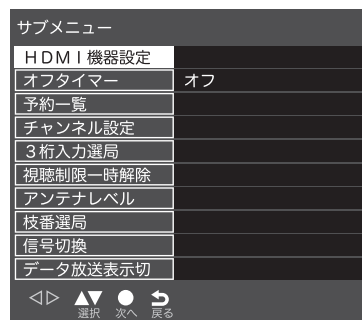 サブメニュー
ＨＤＭＩ機器設定
オフタイマー オフ
予約一覧
チャンネル設定
３桁入力選局
視聴制限一時解除
アンテナレベル
枝番選局
信号切換
データ放送表示切
選択 次へ 戻る